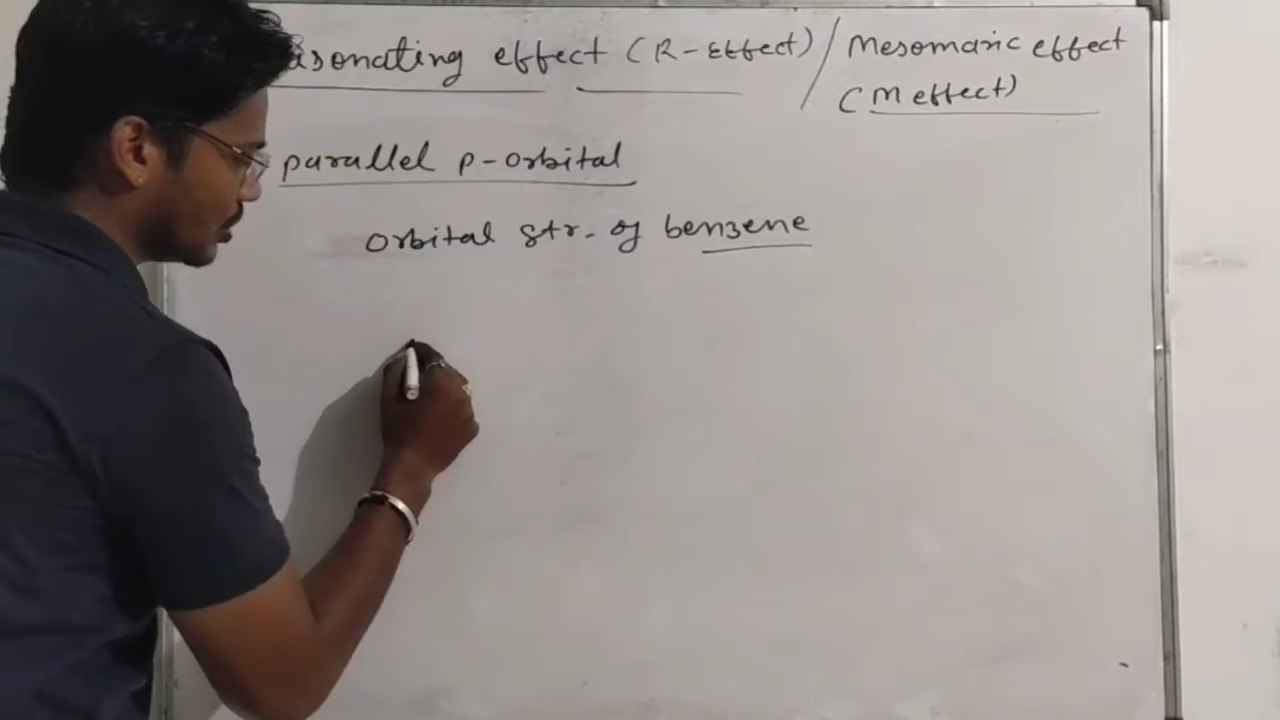 sonating effect (R-Effect) / Mesomaric effect
(M effect)
parallel p-orbital
orbital str. of benzene